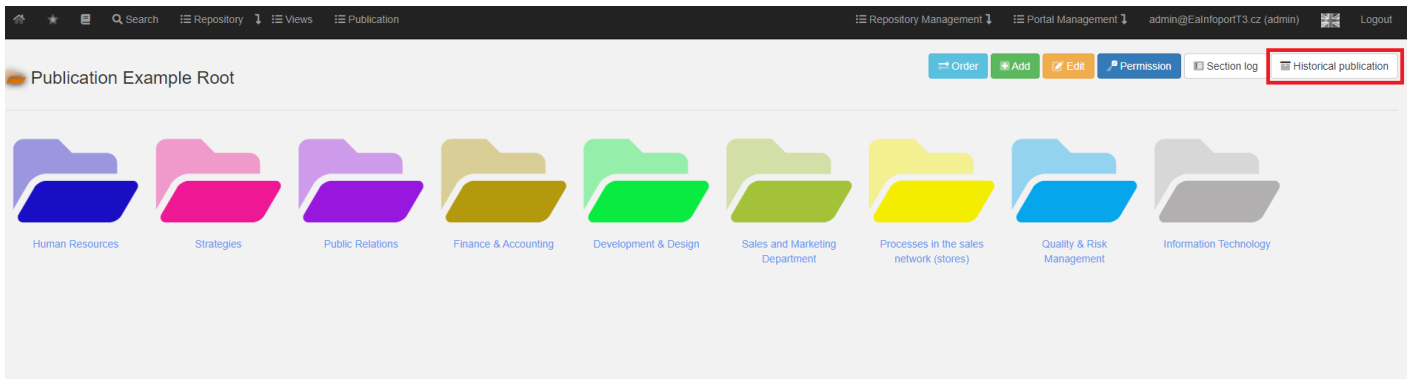 Search Repository Views Publication Repository Management Portal Management admin@EaInfoportT3.cz (admin) Logout
Publication Example Root Order Add Edit Permission Section log Historical publication
Human Resources Strategies Public Relations Finance & Accounting Development & Design Sales and Marketing Department Processes in the sales network (stores) Quality & Risk Management Information Technology